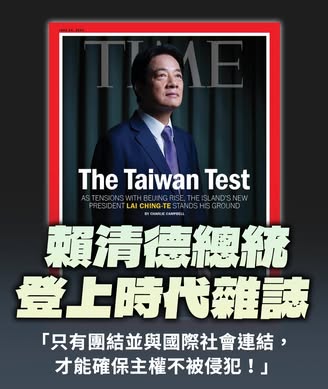 TIME
The Taiwan Test
AS TENSIONS WITH BEIJING RISE, THE ISLAND'S NEW
PRESIDENT LAI CHING-TE STANDS HIS GROUND
BY CHARLIE CAMPBELL
賴清德總統
登上時代雜誌
「只有團結並與國際社會連結，
才能確保主權不被侵犯！」